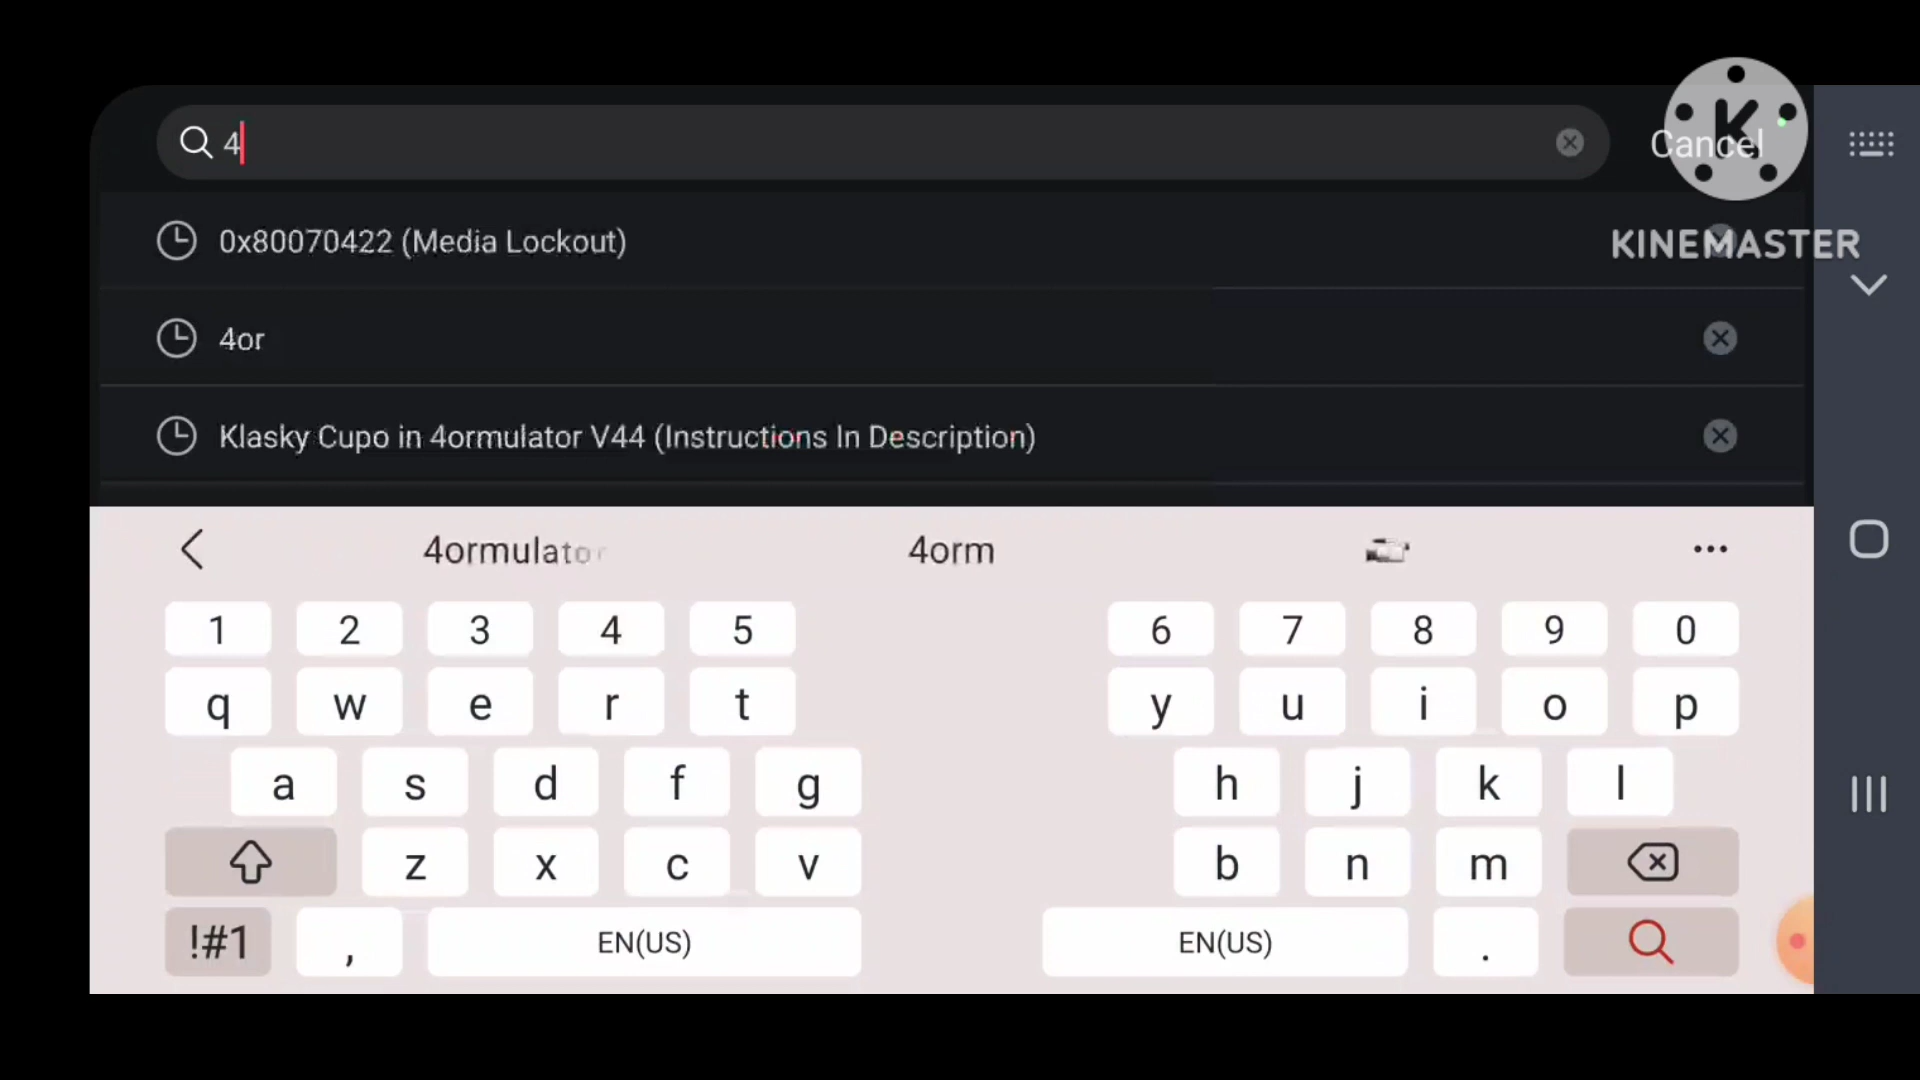 4
Cancel
K
KINEMASTER
0x80070422 (Media Lockout)
4or
Klasky Cupo in 4ormulator V44 (Instructions In Description)
4ormulator 4orm ...
1 2 3 4 5 6 7 8 9 0
q w e r t y u i o p
a s d f g h j k l
z x c v b n m
!#1 , EN(US) EN(US) .